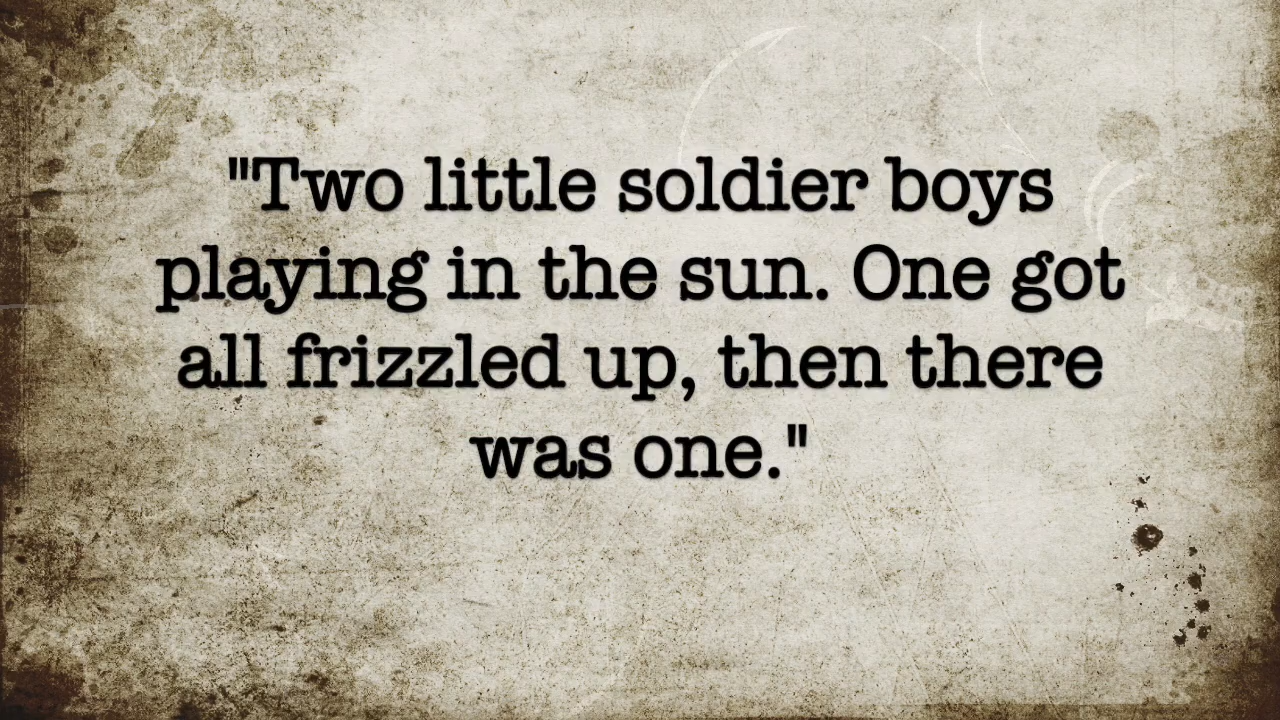 "Two little soldier boys
playing in the sun. One got
all frizzled up, then there
was one."